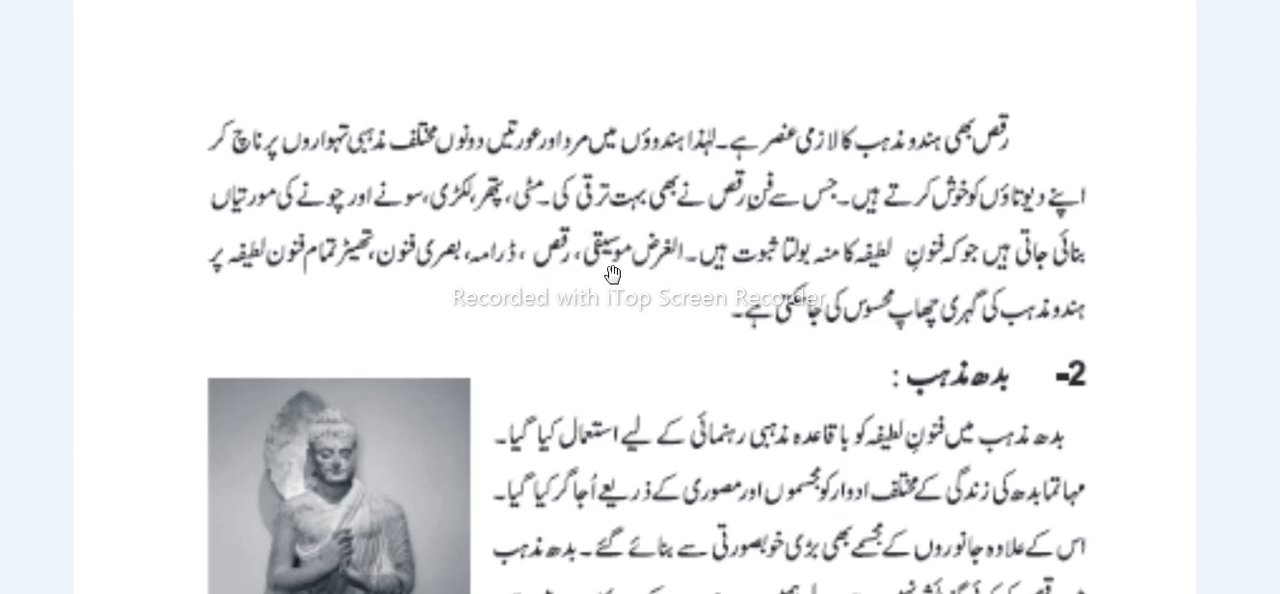 رقص بھی ہندو مذہب کا لازمی عنصر ہے۔ لہٰذا ہندوؤں میں مرد اور عورتیں دونوں مختلف مذہبی تہواروں پر ناچ کر
اپنے دیوتاؤں کو خوش کرتے ہیں۔ جس سے فنِ رقص نے بھی بہت ترقی کی۔ مٹی، پتھر، لکڑی، سونے اور چونے کی مورتیاں
بنائی جاتی ہیں جو کہ فنونِ لطیفہ کا منہ بولتا ثبوت ہیں۔ الغرض موسیقی، رقص، ڈرامہ، بصری فنون، تھیٹر تمام فنون لطیفہ پر
Recorded with iTop Screen Recorder
ہندو مذہب کی گہری چھاپ محسوس کی جاسکتی ہے۔
2- بدھ مذہب :
بدھ مذہب میں فنونِ لطیفہ کو باقاعدہ مذہبی رہنمائی کے لیے استعمال کیا گیا۔
مہاتما بدھ کی زندگی کے مختلف ادوار کو مجسموں اور مصوری کے ذریعے اُجاگر کیا گیا۔
اس کے علاوہ جانوروں کے مجسمے بھی بڑی خوبصورتی سے بنائے گئے۔ بدھ مذہب